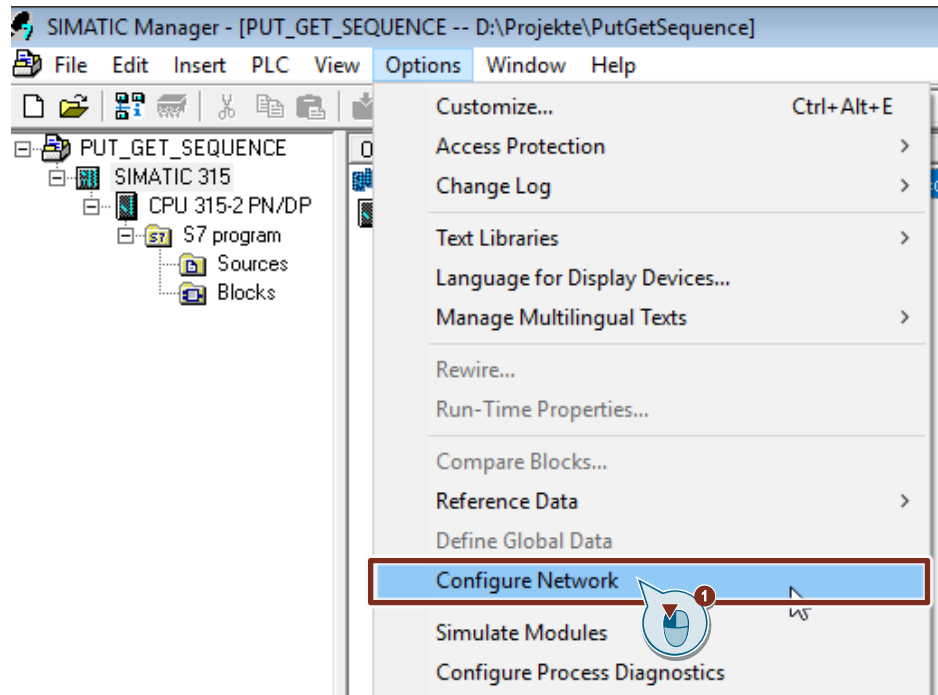 SIMATIC Manager - [PUT_GET_SEQUENCE -- D:\Projekte\PutGetSequence]
File Edit Insert PLC View Options Window Help
Customize... Ctrl+Alt+E
PUT_GET_SEQUENCE
Access Protection
SIMATIC 315
Change Log
CPU 315-2 PN/DP
S7 program
Text Libraries
Sources
Language for Display Devices...
Blocks
Manage Multilingual Texts
Rewire...
Run-Time Properties...
Compare Blocks...
Reference Data
Define Global Data
Configure Network
1
Simulate Modules
Configure Process Diagnostics